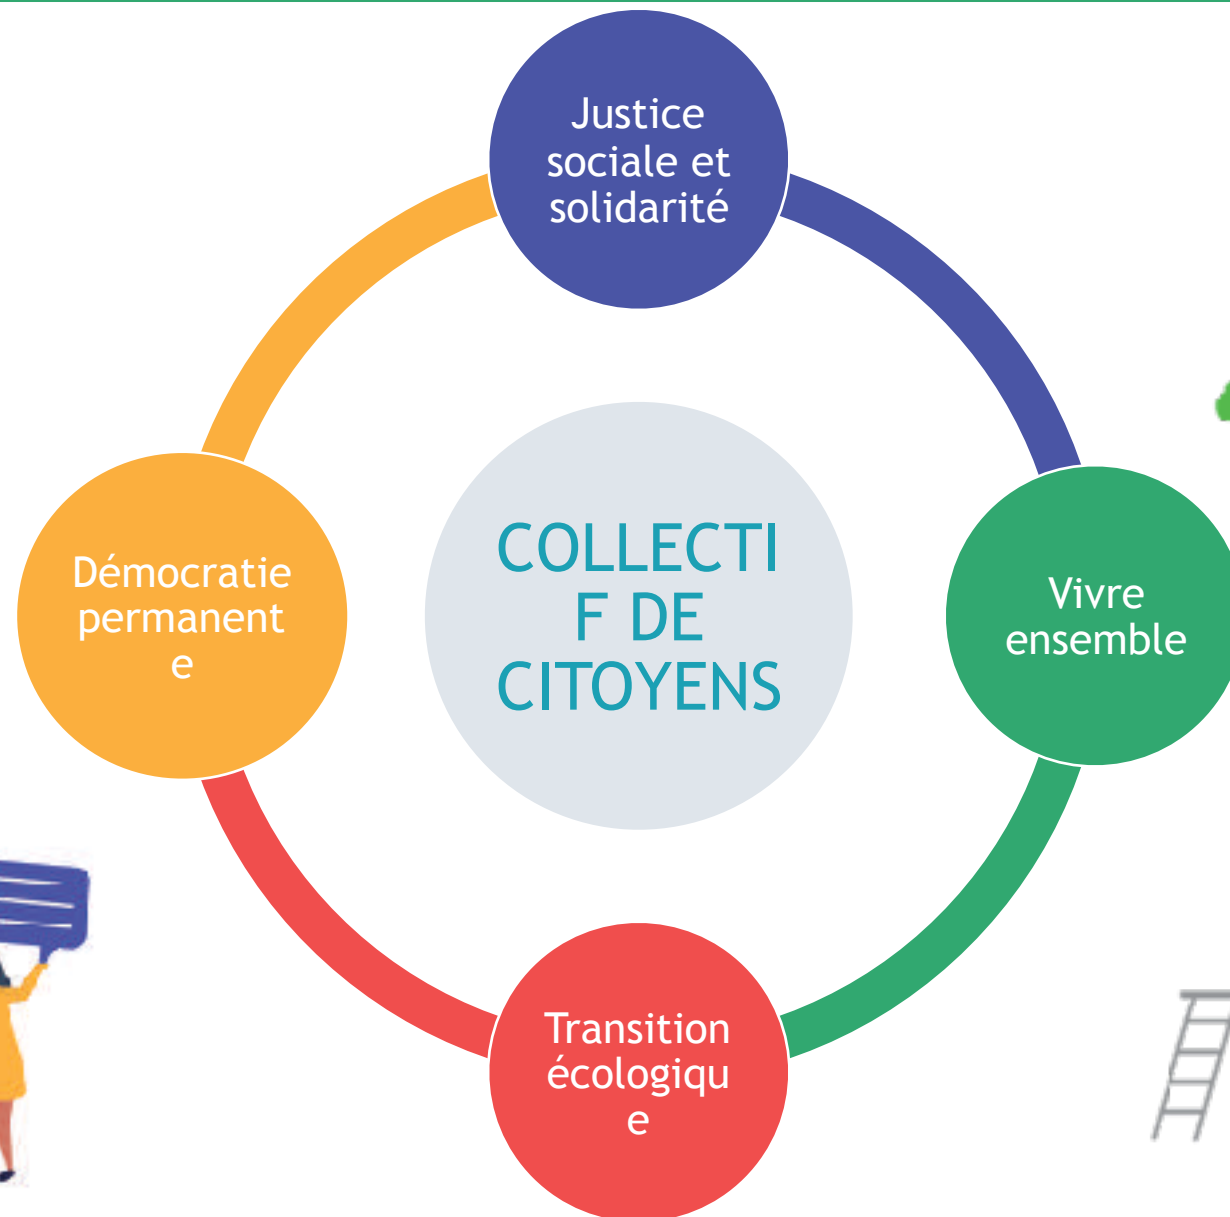 Justice
sociale et
solidarité
Démocratie
permanent
e
COLLECTI
F DE
CITOYENS
Vivre
ensemble
Transition
écologiqu
e